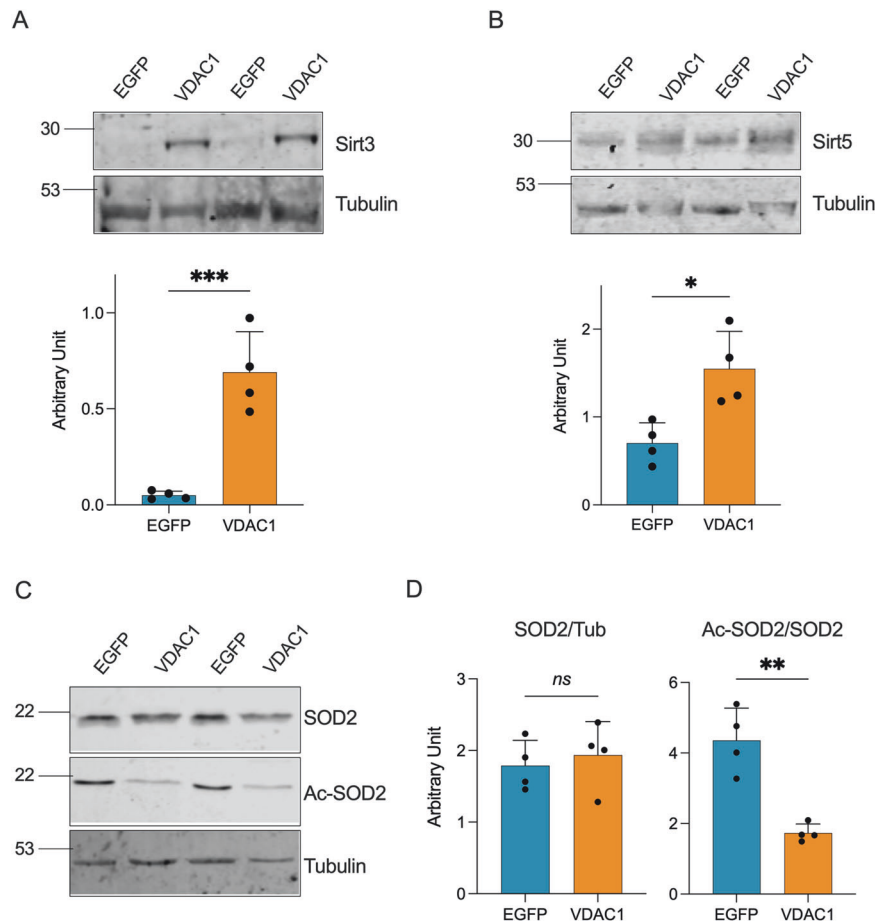 A
EGFP VDAC1 EGFP VDAC1
30
Sirt3
53
Tubulin
***
1.0
0.5
0.0
Arbitrary Unit
EGFP VDAC1
B
EGFP VDAC1 EGFP VDAC1
30
Sirt5
53
Tubulin
*
2
1
0
Arbitrary Unit
EGFP VDAC1
C
EGFP VDAC1 EGFP VDAC1
22
SOD2
22
Ac-SOD2
53
Tubulin
D
SOD2/Tub
ns
3
2
1
0
Arbitrary Unit
EGFP VDAC1
Ac-SOD2/SOD2
**
6
4
2
0
EGFP VDAC1